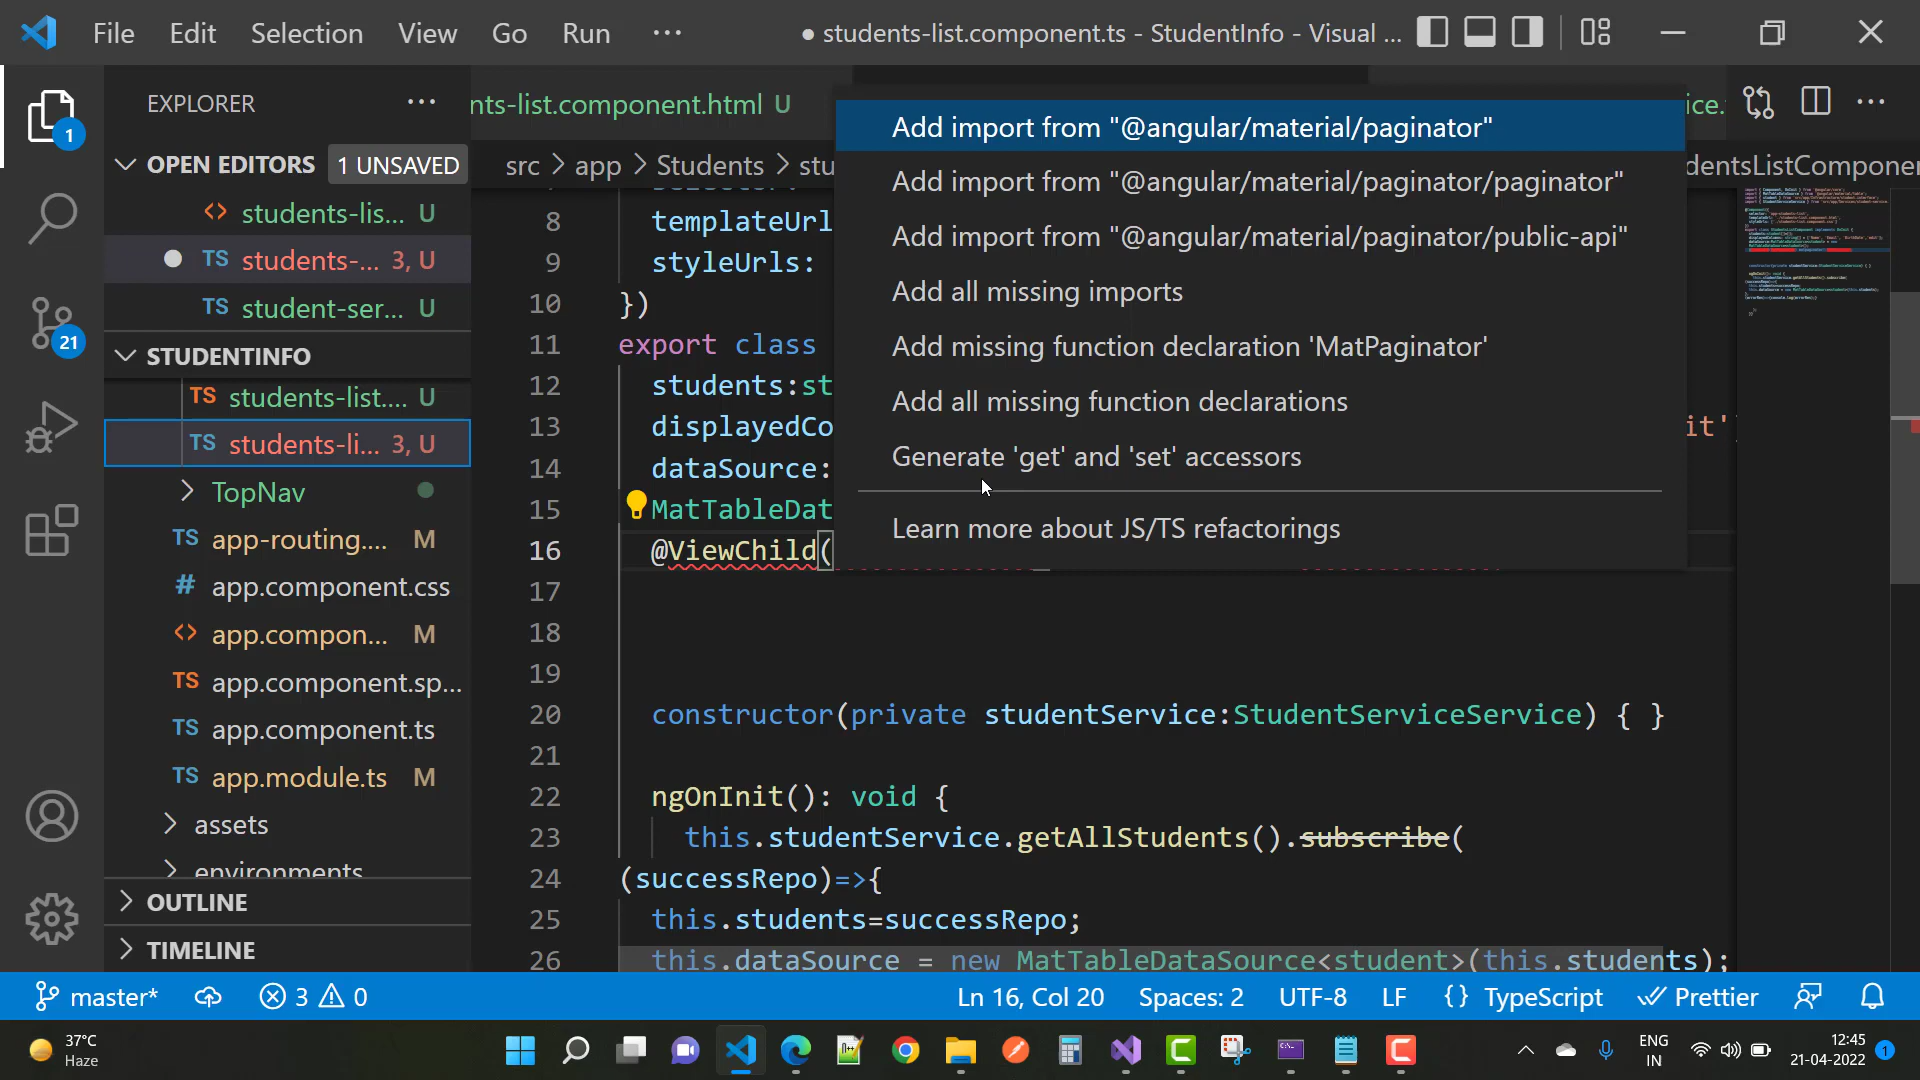 File Edit Selection View Go Run ···
● students-list.component.ts - StudentInfo - Visual ...
EXPLORER ···
nts-list.component.html U
ice.
···
OPEN EDITORS 1 UNSAVED
src > app > Students > stu
dentsListComponen
students-lis... U
students-... 3, U
student-ser... U
STUDENTINFO
students-list.... U
students-li... 3, U
TopNav
app-routing.... M
app.component.css
app.compon... M
app.component.sp...
app.component.ts
app.module.ts M
assets
environments
OUTLINE
TIMELINE
Add import from "@angular/material/paginator"
Add import from "@angular/material/paginator/paginator"
Add import from "@angular/material/paginator/public-api"
Add all missing imports
Add missing function declaration 'MatPaginator'
Add all missing function declarations
Generate 'get' and 'set' accessors
Learn more about JS/TS refactorings
8 templateUrl
9 styleUrls:
10 })
11 export class
12 students:st
13 displayedCo it'
14 dataSource:
15 MatTableDat
16 @ViewChild(
17
18
19
20 constructor(private studentService:StudentServiceService) { }
21
22 ngOnInit(): void {
23 this.studentService.getAllStudents().subscribe(
24 (successRepo)=>{
25 this.students=successRepo;
26 this.dataSource = new MatTableDataSource<student>(this.students);
1
21
master* 3 0 Ln 16, Col 20 Spaces: 2 UTF-8 LF {} TypeScript Prettier
37°C
Haze
ENG
IN
12:45
21-04-2022
1